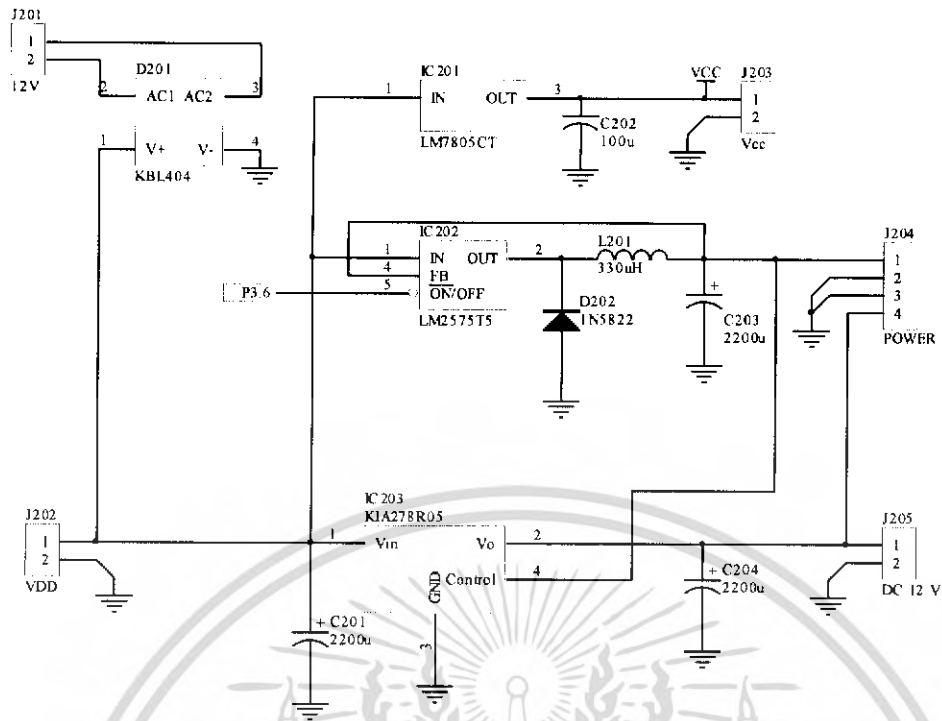 J201
1
2
12V
D201
2
AC1 AC2
3
1
V+ V-
4
KBL404
IC201
1
IN OUT
3
LM7805CT
C202
100u
VCC
J203
1
2
Vcc
IC202
1
IN OUT
2
4
FB
5
ON/OFF
LM2575T5
P3.6
L201
330uH
D202
1N5822
+
C203
2200u
J204
1
2
3
4
POWER
J202
1
2
VDD
IC203
KIA278R05
1
Vin Vo
2
Control
4
GND
3
+
C201
2200u
+
C204
2200u
J205
1
2
DC 12 V